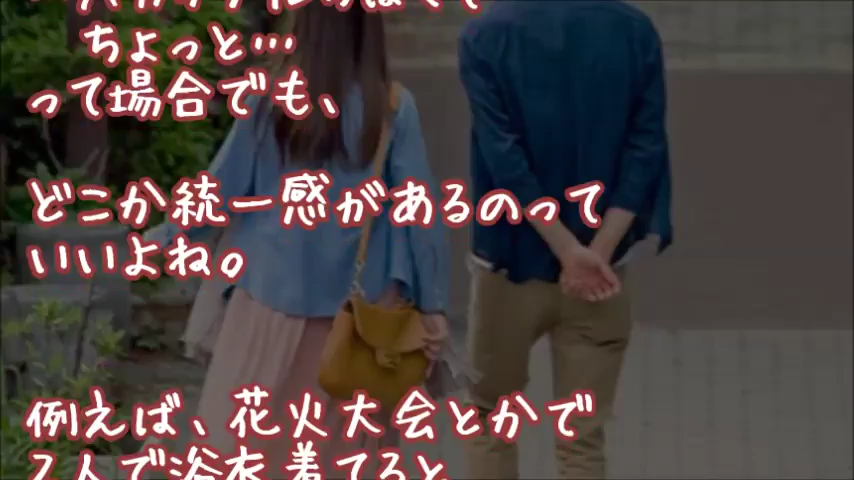 ちょっと…
って場合でも、
どこか統一感があるのって
いいよね。
例えば、花火大会とかで
2人で浴衣着てると